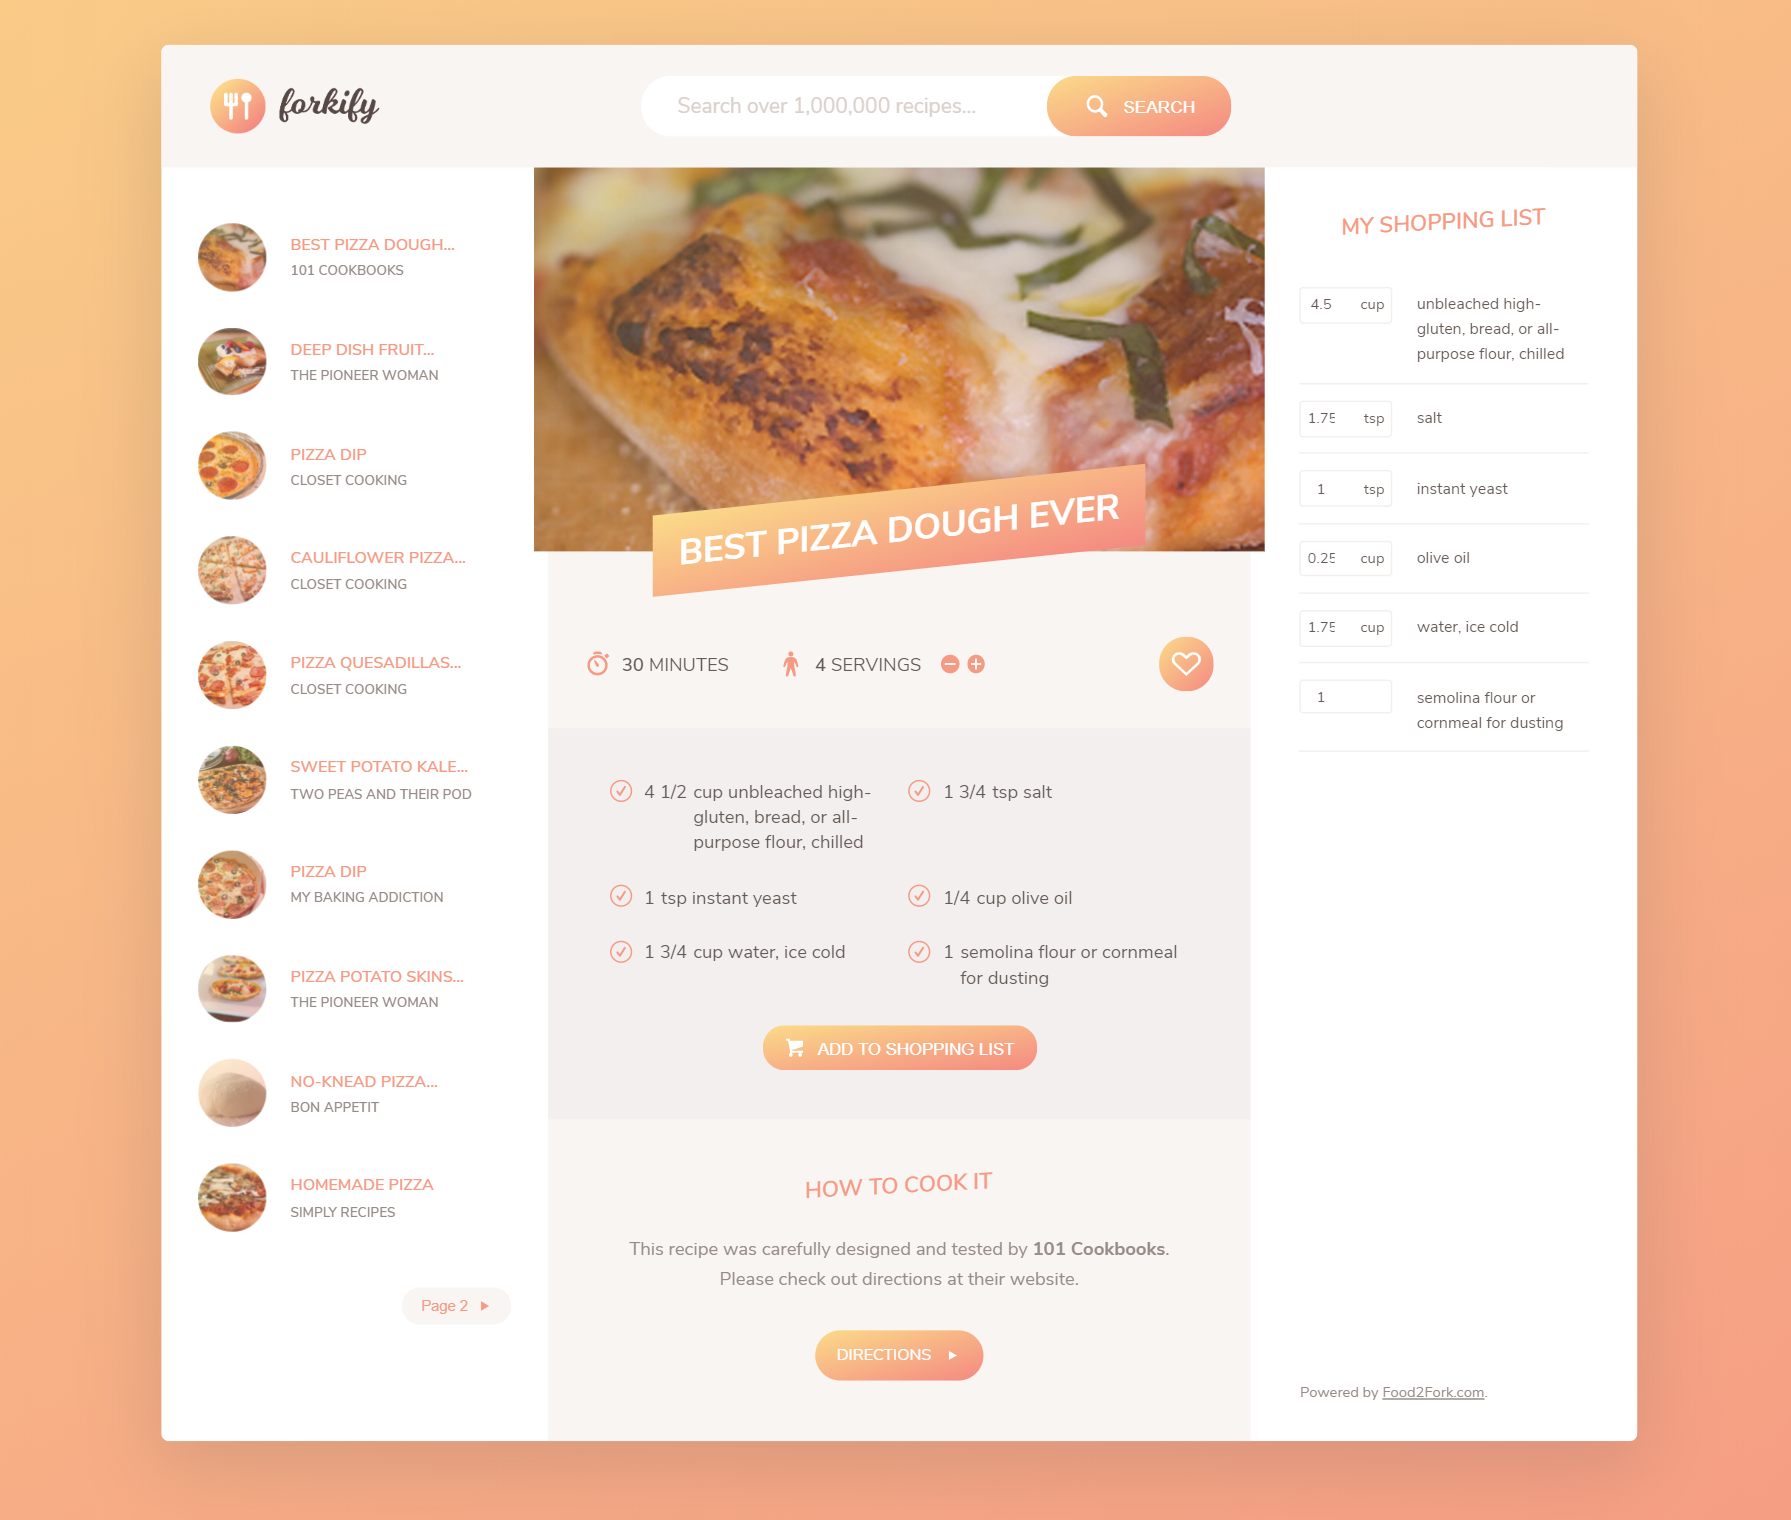 forkify
Search over 1,000,000 recipes...
SEARCH
BEST PIZZA DOUGH...
101 COOKBOOKS
DEEP DISH FRUIT...
THE PIONEER WOMAN
PIZZA DIP
CLOSET COOKING
CAULIFLOWER PIZZA...
CLOSET COOKING
PIZZA QUESADILLAS...
CLOSET COOKING
SWEET POTATO KALE...
TWO PEAS AND THEIR POD
PIZZA DIP
MY BAKING ADDICTION
PIZZA POTATO SKINS...
THE PIONEER WOMAN
NO-KNEAD PIZZA...
BON APPETIT
HOMEMADE PIZZA
SIMPLY RECIPES
Page 2
BEST PIZZA DOUGH EVER
30 MINUTES
4 SERVINGS
4 1/2 cup unbleached high-
gluten, bread, or all-
purpose flour, chilled
1 3/4 tsp salt
1 tsp instant yeast
1/4 cup olive oil
1 3/4 cup water, ice cold
1 semolina flour or cornmeal
for dusting
ADD TO SHOPPING LIST
HOW TO COOK IT
This recipe was carefully designed and tested by 101 Cookbooks.
Please check out directions at their website.
DIRECTIONS
MY SHOPPING LIST
4.5 cup unbleached high-
gluten, bread, or all-
purpose flour, chilled
1.75 tsp salt
1 tsp instant yeast
0.25 cup olive oil
1.75 cup water, ice cold
1 semolina flour or
cornmeal for dusting
Powered by Food2Fork.com.